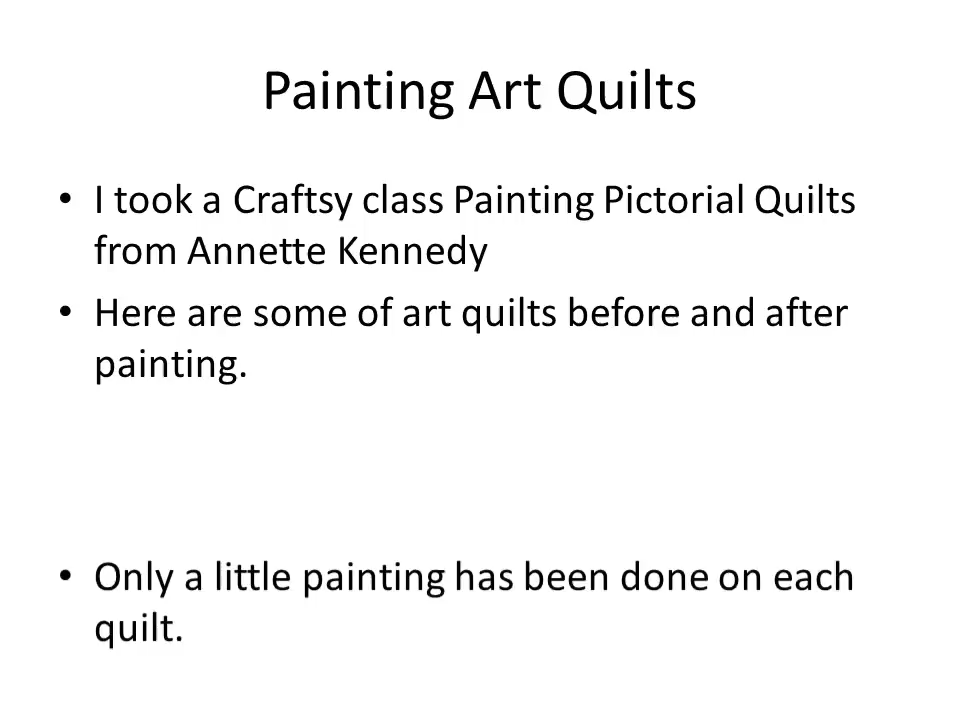 Painting Art Quilts
• I took a Craftsy class Painting Pictorial Quilts
from Annette Kennedy
• Here are some of art quilts before and after
painting.
• Only a little painting has been done on each
quilt.